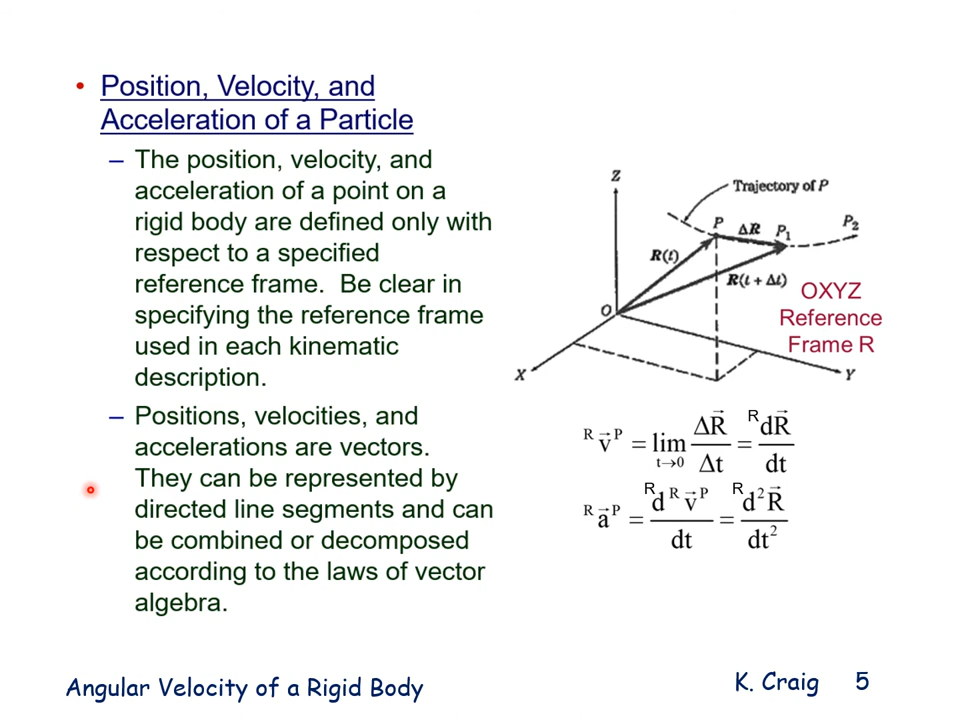 • Position, Velocity, and
Acceleration of a Particle
– The position, velocity, and
acceleration of a point on a
rigid body are defined only with
respect to a specified
reference frame. Be clear in
specifying the reference frame
used in each kinematic
description.
– Positions, velocities, and
accelerations are vectors.
They can be represented by
directed line segments and can
be combined or decomposed
according to the laws of vector
algebra.
Z
Trajectory of P
P ΔR P₁ P₂
R(t)
R(t + Δt)
O
X
Y
OXYZ
Reference
Frame R
ᴿv⃗ᴾ = lim t→0 ΔR⃗/Δt = ᴿdR⃗/dt
ᴿa⃗ᴾ = ᴿd ᴿv⃗ᴾ/dt = ᴿd²R⃗/dt²
Angular Velocity of a Rigid Body
K. Craig 5